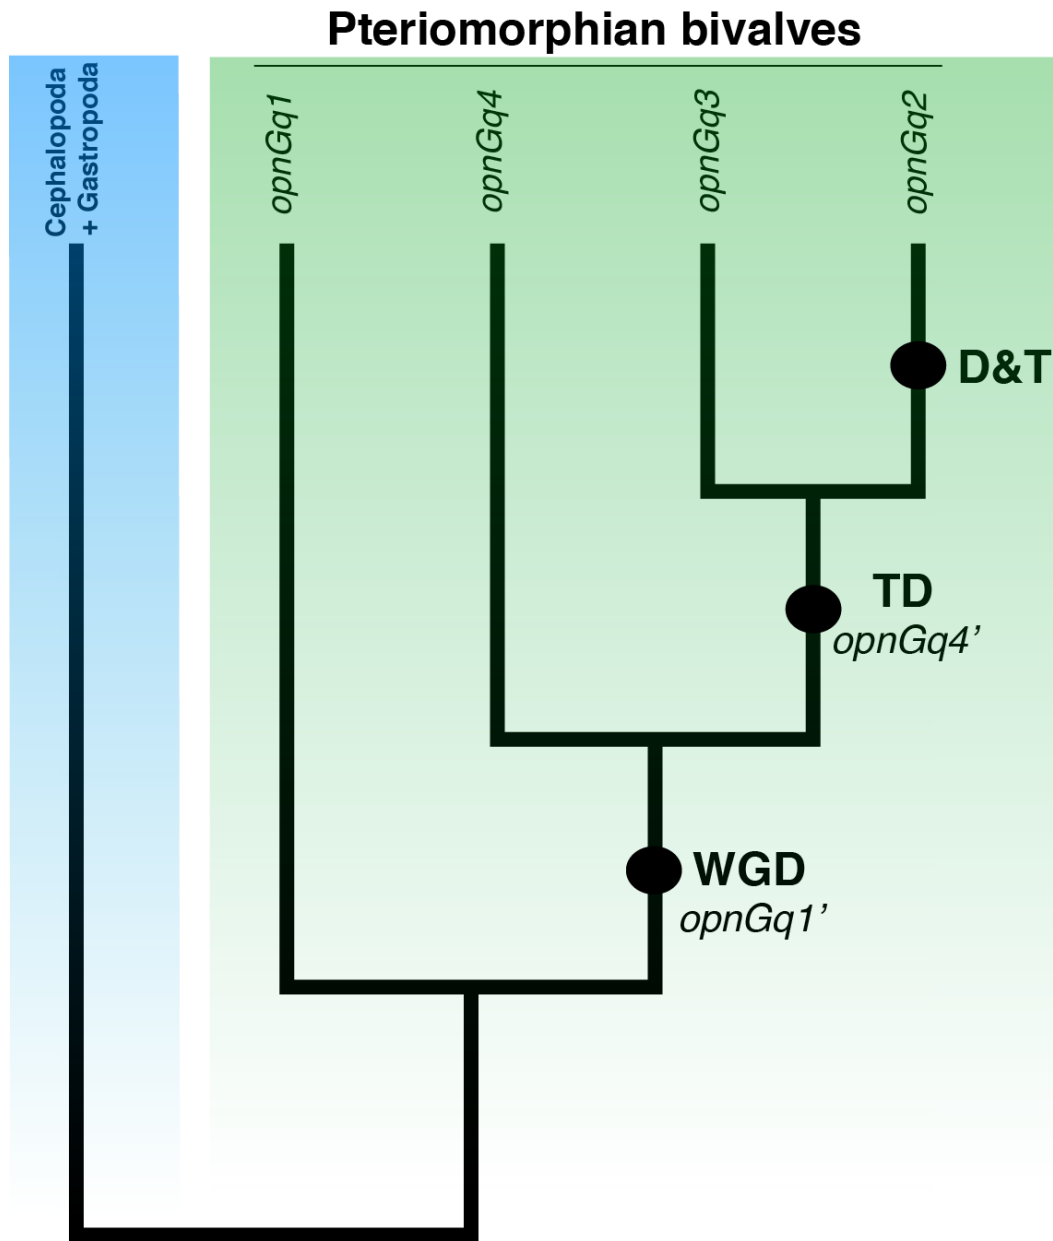 Pteriomorphian bivalves
Cephalopoda
+ Gastropoda
opnGq1
opnGq4
opnGq3
opnGq2
D&T
TD
opnGq4’
WGD
opnGq1’